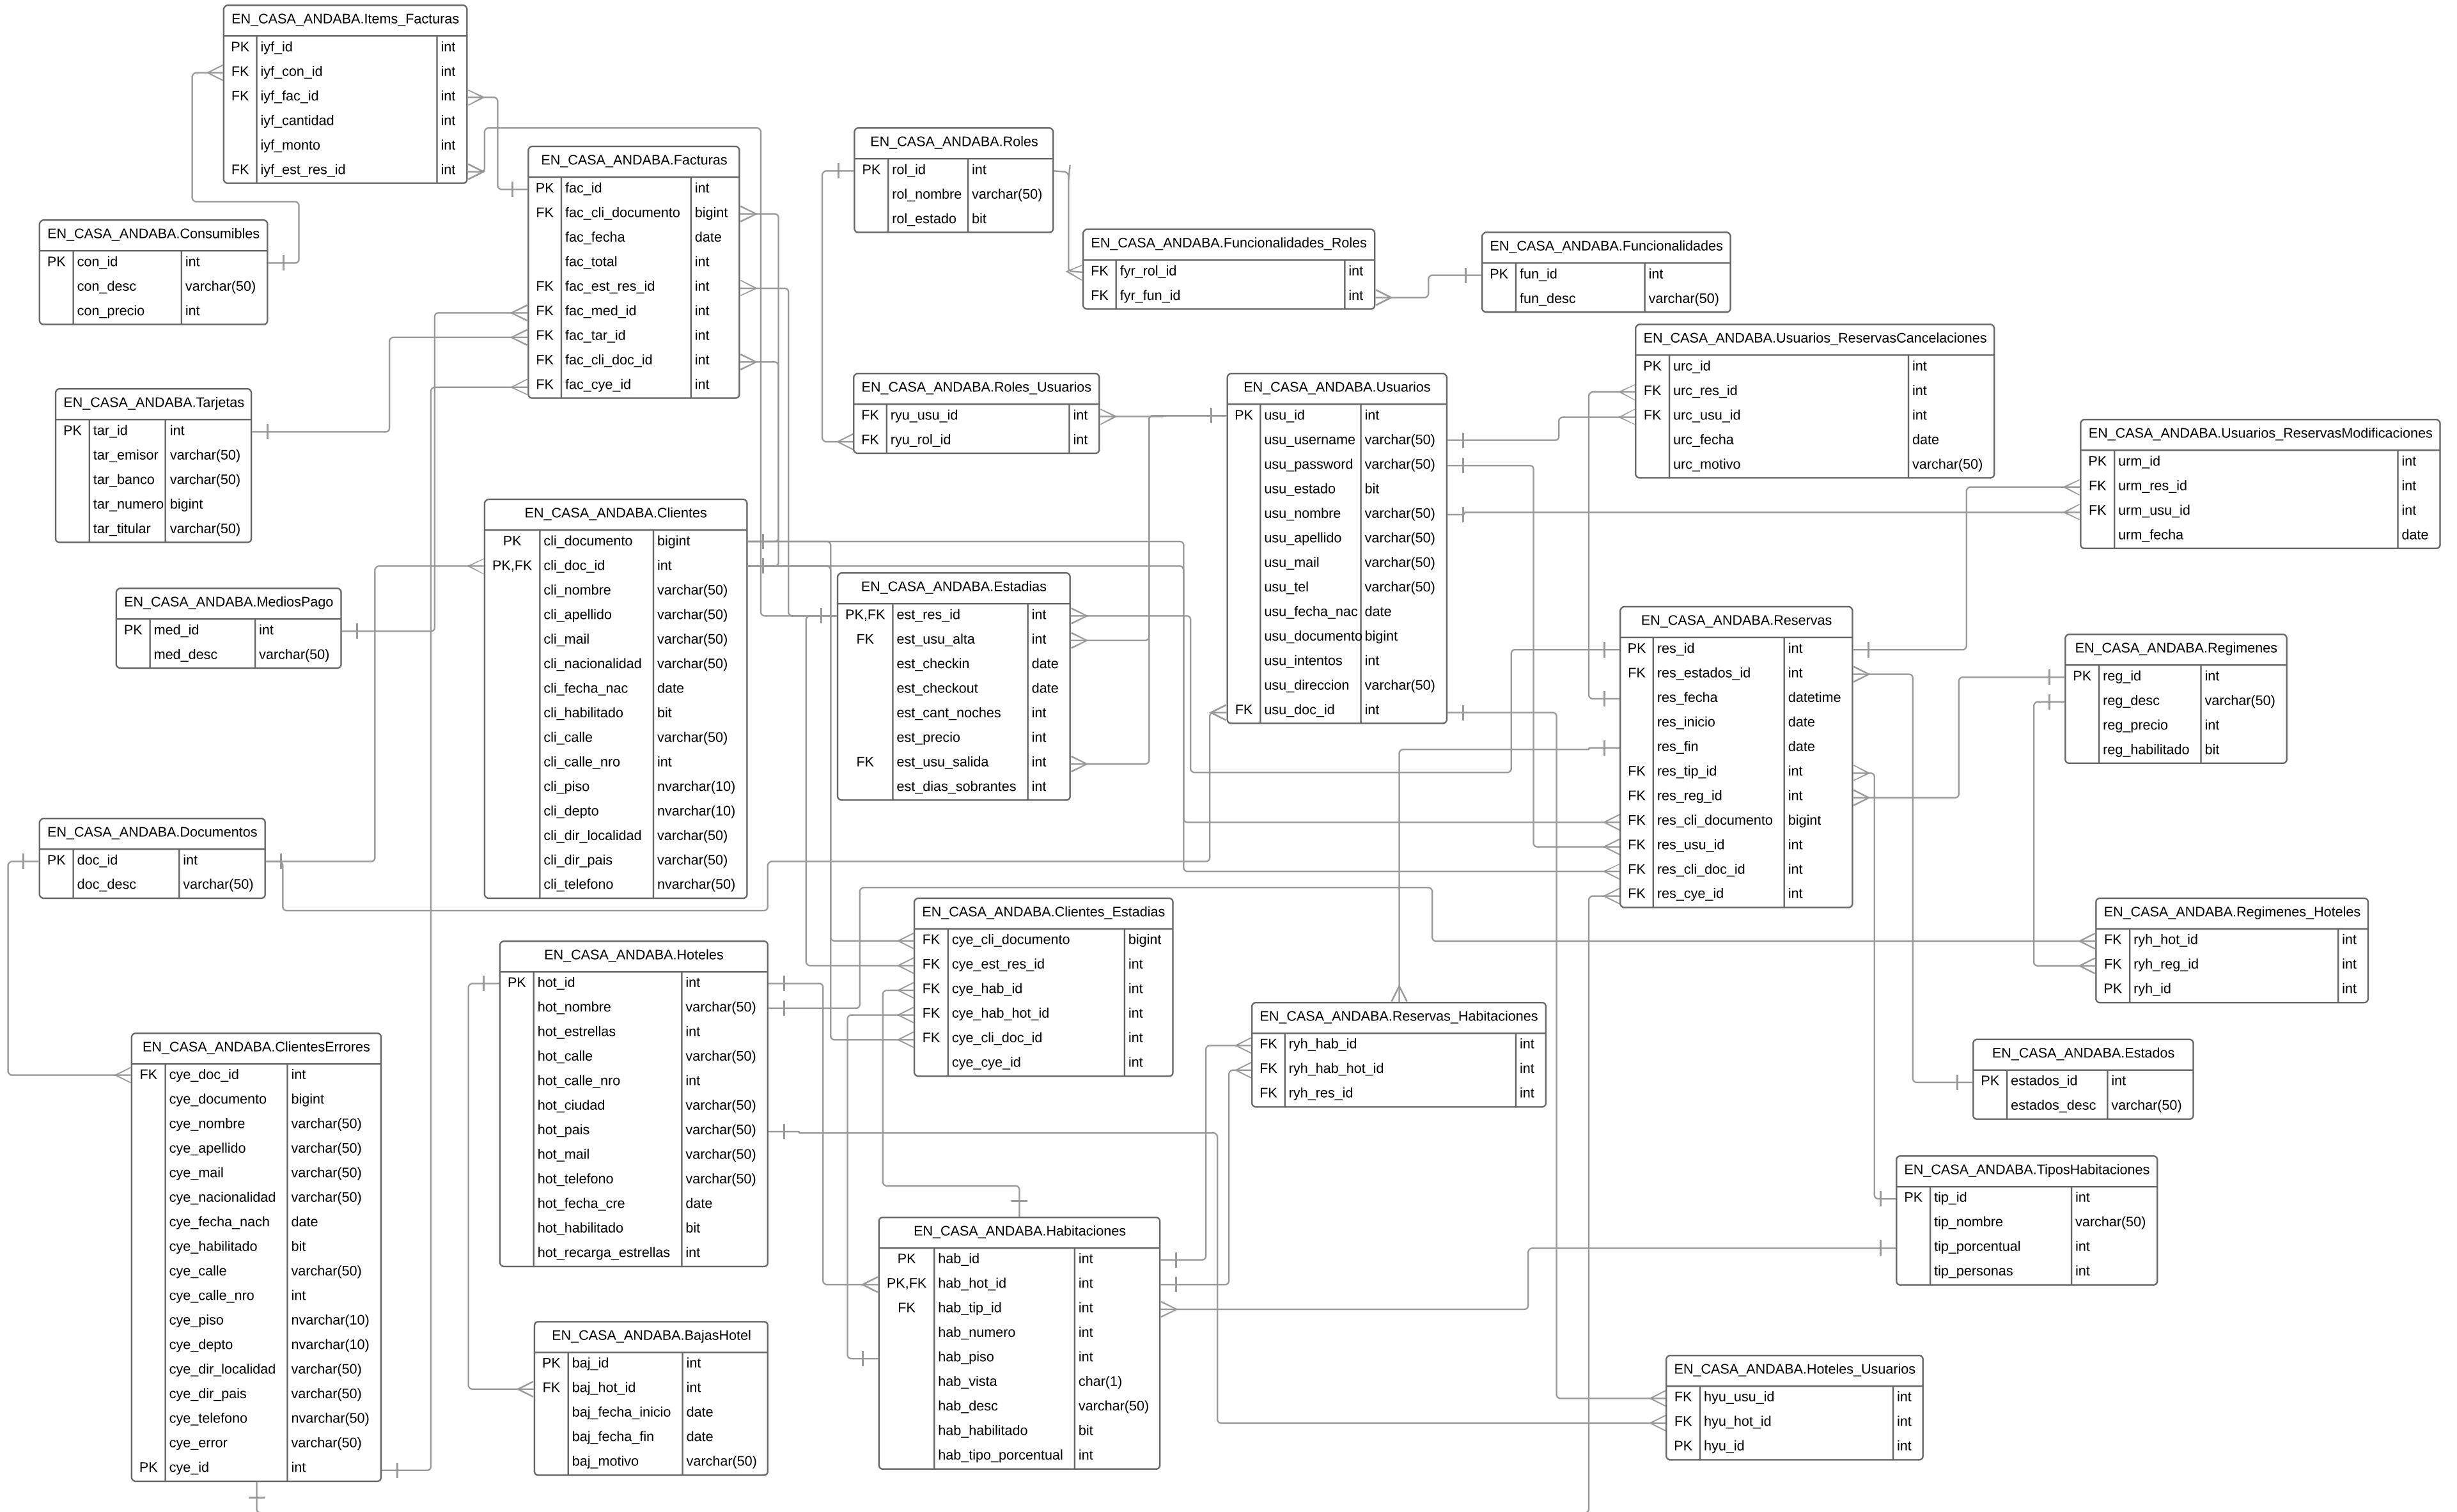 EN_CASA_ANDABA.Items_Facturas
PK iyf_id int
FK iyf_con_id int
FK iyf_fac_id int
iyf_cantidad int
iyf_monto int
FK iyf_est_res_id int
EN_CASA_ANDABA.Facturas
PK fac_id int
FK fac_cli_documento bigint
fac_fecha date
fac_total int
FK fac_est_res_id int
FK fac_med_id int
FK fac_tar_id int
FK fac_cli_doc_id int
FK fac_cye_id int
EN_CASA_ANDABA.Roles
PK rol_id int
rol_nombre varchar(50)
rol_estado bit
EN_CASA_ANDABA.Funcionalidades_Roles
FK fyr_rol_id int
FK fyr_fun_id int
EN_CASA_ANDABA.Funcionalidades
PK fun_id int
fun_desc varchar(50)
EN_CASA_ANDABA.Consumibles
PK con_id int
con_desc varchar(50)
con_precio int
EN_CASA_ANDABA.Tarjetas
PK tar_id int
tar_emisor varchar(50)
tar_banco varchar(50)
tar_numero bigint
tar_titular varchar(50)
EN_CASA_ANDABA.Roles_Usuarios
FK ryu_usu_id int
FK ryu_rol_id int
EN_CASA_ANDABA.Usuarios
PK usu_id int
usu_username varchar(50)
usu_password varchar(50)
usu_estado bit
usu_nombre varchar(50)
usu_apellido varchar(50)
usu_mail varchar(50)
usu_tel varchar(50)
usu_fecha_nac date
usu_documento bigint
usu_intentos int
usu_direccion varchar(50)
FK usu_doc_id int
EN_CASA_ANDABA.Usuarios_ReservasCancelaciones
PK urc_id int
FK urc_res_id int
FK urc_usu_id int
urc_fecha date
urc_motivo varchar(50)
EN_CASA_ANDABA.Usuarios_ReservasModificaciones
PK urm_id int
FK urm_res_id int
FK urm_usu_id int
urm_fecha date
EN_CASA_ANDABA.Clientes
PK cli_documento bigint
PK,FK cli_doc_id int
cli_nombre varchar(50)
cli_apellido varchar(50)
cli_mail varchar(50)
cli_nacionalidad varchar(50)
cli_fecha_nac date
cli_habilitado bit
cli_calle varchar(50)
cli_calle_nro int
cli_piso nvarchar(10)
cli_depto nvarchar(10)
cli_dir_localidad varchar(50)
cli_dir_pais varchar(50)
cli_telefono nvarchar(50)
EN_CASA_ANDABA.MediosPago
PK med_id int
med_desc varchar(50)
EN_CASA_ANDABA.Estadias
PK,FK est_res_id int
FK est_usu_alta int
est_checkin date
est_checkout date
est_cant_noches int
est_precio int
FK est_usu_salida int
est_dias_sobrantes int
EN_CASA_ANDABA.Reservas
PK res_id int
FK res_estados_id int
res_fecha datetime
res_inicio date
res_fin date
FK res_tip_id int
FK res_reg_id int
FK res_cli_documento bigint
FK res_usu_id int
FK res_cli_doc_id int
FK res_cye_id int
EN_CASA_ANDABA.Regimenes
PK reg_id int
reg_desc varchar(50)
reg_precio int
reg_habilitado bit
EN_CASA_ANDABA.Documentos
PK doc_id int
doc_desc varchar(50)
EN_CASA_ANDABA.Clientes_Estadias
FK cye_cli_documento bigint
FK cye_est_res_id int
FK cye_hab_id int
FK cye_hab_hot_id int
FK cye_cli_doc_id int
cye_cye_id int
EN_CASA_ANDABA.Regimenes_Hoteles
FK ryh_hot_id int
FK ryh_reg_id int
PK ryh_id int
EN_CASA_ANDABA.Hoteles
PK hot_id int
hot_nombre varchar(50)
hot_estrellas int
hot_calle varchar(50)
hot_calle_nro int
hot_ciudad varchar(50)
hot_pais varchar(50)
hot_mail varchar(50)
hot_telefono varchar(50)
hot_fecha_cre date
hot_habilitado bit
hot_recarga_estrellas int
EN_CASA_ANDABA.Reservas_Habitaciones
FK ryh_hab_id int
FK ryh_hab_hot_id int
FK ryh_res_id int
EN_CASA_ANDABA.ClientesErrores
FK cye_doc_id int
cye_documento bigint
cye_nombre varchar(50)
cye_apellido varchar(50)
cye_mail varchar(50)
cye_nacionalidad varchar(50)
cye_fecha_nach date
cye_habilitado bit
cye_calle varchar(50)
cye_calle_nro int
cye_piso nvarchar(10)
cye_depto nvarchar(10)
cye_dir_localidad varchar(50)
cye_dir_pais varchar(50)
cye_telefono nvarchar(50)
cye_error varchar(50)
PK cye_id int
EN_CASA_ANDABA.Estados
PK estados_id int
estados_desc varchar(50)
EN_CASA_ANDABA.TiposHabitaciones
PK tip_id int
tip_nombre varchar(50)
tip_porcentual int
tip_personas int
EN_CASA_ANDABA.Habitaciones
PK hab_id int
PK,FK hab_hot_id int
FK hab_tip_id int
hab_numero int
hab_piso int
hab_vista char(1)
hab_desc varchar(50)
hab_habilitado bit
hab_tipo_porcentual int
EN_CASA_ANDABA.BajasHotel
PK baj_id int
FK baj_hot_id int
baj_fecha_inicio date
baj_fecha_fin date
baj_motivo varchar(50)
EN_CASA_ANDABA.Hoteles_Usuarios
FK hyu_usu_id int
FK hyu_hot_id int
PK hyu_id int